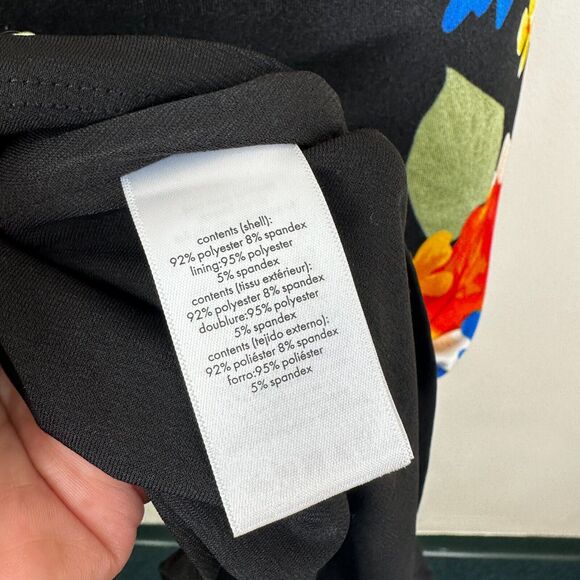 contents (shell):
92% polyester 8% spandex
lining:95% polyester
5% spandex
contents (tissu extérieur):
92% polyester 8% spandex
doublure:95% polyester
5% spandex
contents (tejido externo):
92% poliéster 8% spandex
forro:95% poliéster
5% spandex